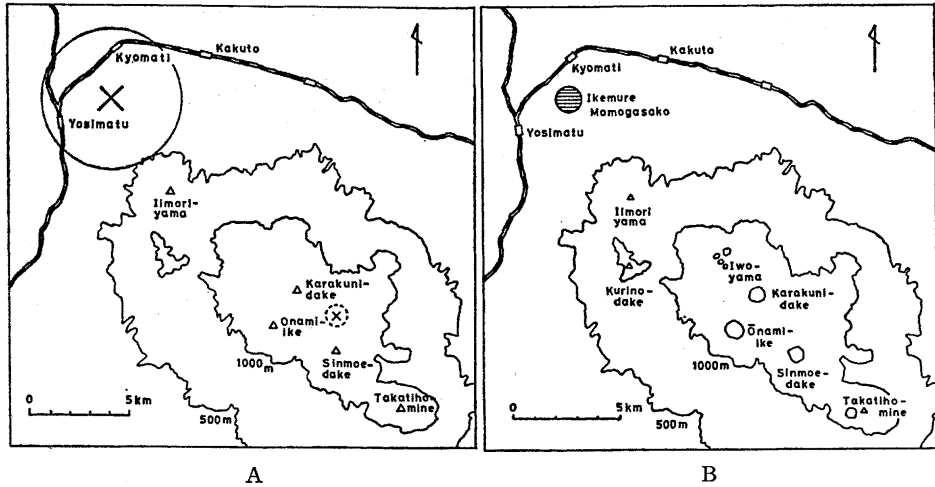 Kyomati
Kakuto
Yosimatu
Iimori-
yama
Karakuni-
dake
Onami-
ike
1000m
Sinmoe-
dake
Takatiho-
mine
0
5km
500m
A
Kyomati
Kakuto
Ikemure
Momogasako
Yosimatu
Iimori
yama
Kurino-
dake
Iwo-
yama
Karakuni-
dake
Ōnami-
ike
1000m
Sinmoe-
dake
Takatiho-
mine
0
5km
500m
B